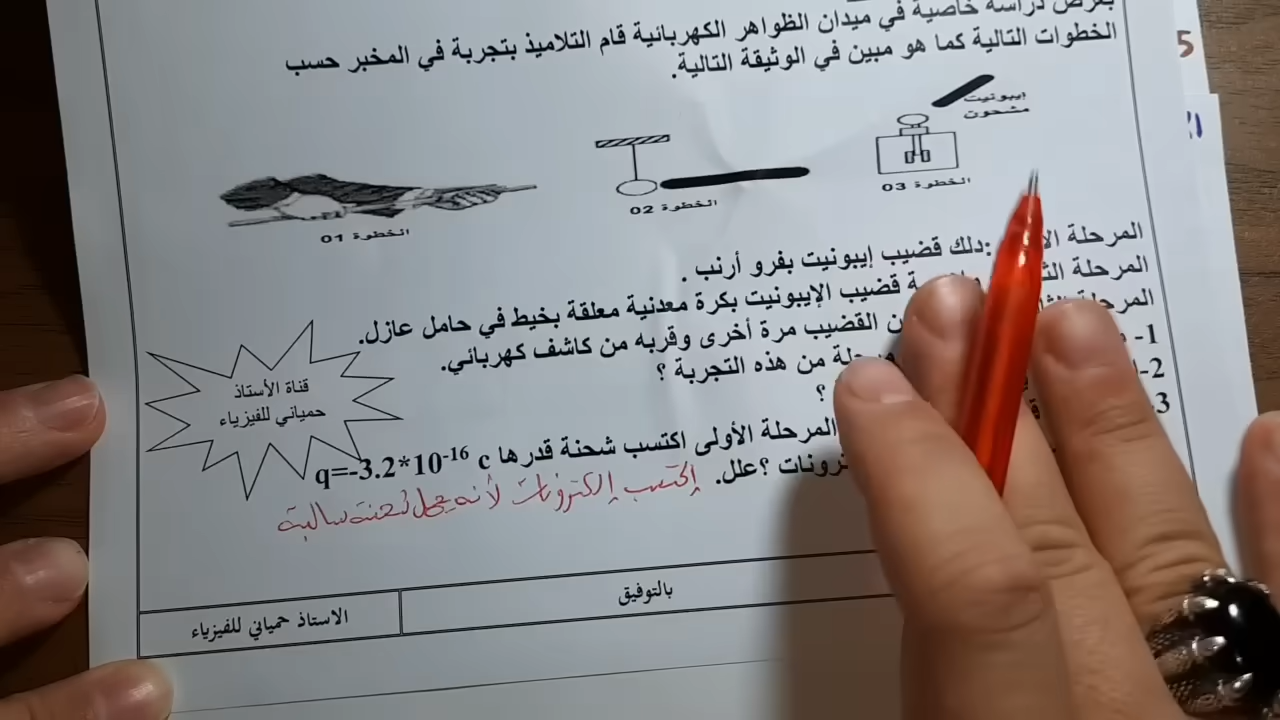 بغرض دراسة خاصية في ميدان الظواهر الكهربائية قام التلاميذ بتجربة في المخبر حسب
الخطوات التالية كما هو مبين في الوثيقة التالية.
إيبونيت
مشحون
الخطوة 03
الخطوة 02
الخطوة 01
المرحلة :دلك قضيب إيبونيت بفرو أرنب .
المرحلة قضيب الإيبونيت بكرة معدنية معلقة بخيط في حامل عازل.
المرحلة القضيب مرة أخرى وقربه من كاشف كهربائي.
1- من هذه التجربة ؟
2- ؟
3 المرحلة الأولى اكتسب شحنة قدرها q=-3.2*10-16 c
؟علل. إكتسب إلكترونات لأنه يحمل شحنة سالبة
قناة الأستاذ
حمياني للفيزياء
بالتوفيق
الاستاذ حمياني للفيزياء
5